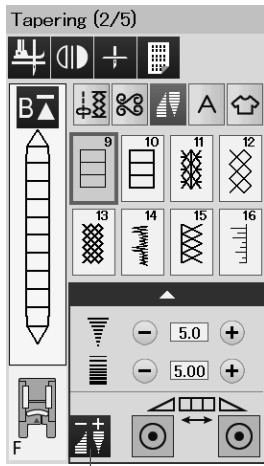 Tapering (2/5)
B
A
9 10 11 12
13 14 15 16
− 5.0 +
− 5.00 +
F
− +